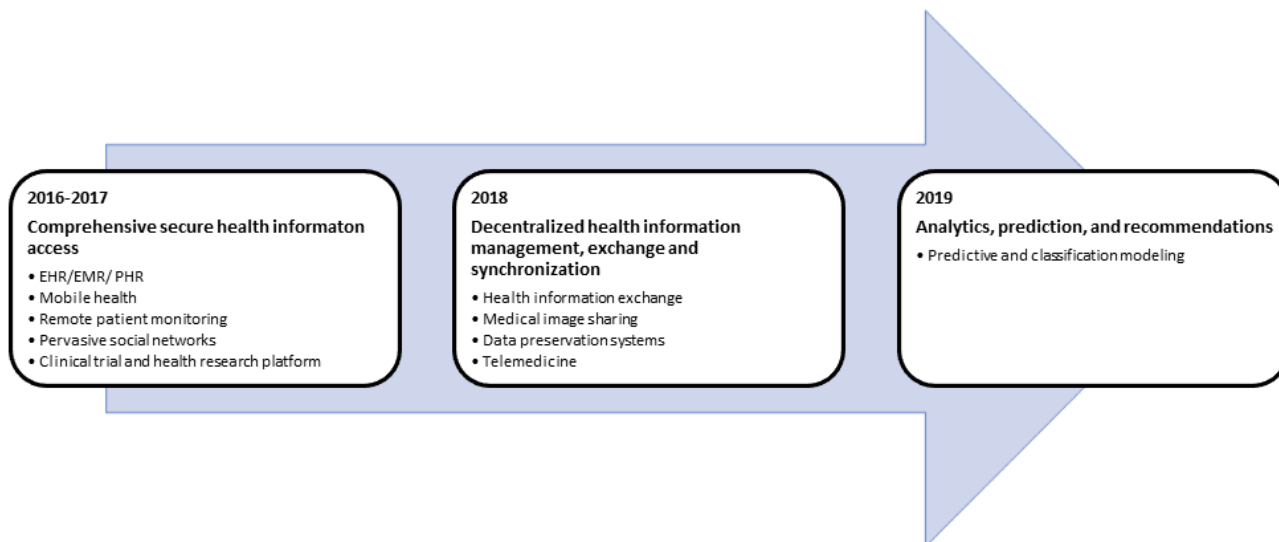 2016-2017
Comprehensive secure health informaton
access
• EHR/EMR/ PHR
• Mobile health
• Remote patient monitoring
• Pervasive social networks
• Clinical trial and health research platform
2018
Decentralized health information
management, exchange and
synchronization
• Health information exchange
• Medical image sharing
• Data preservation systems
• Telemedicine
2019
Analytics, prediction, and recommendations
• Predictive and classification modeling